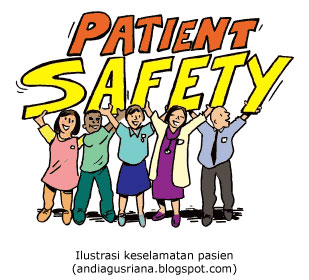 PATIENT
SAFETY
Ilustrasi keselamatan pasien
(andiagusriana.blogspot.com)